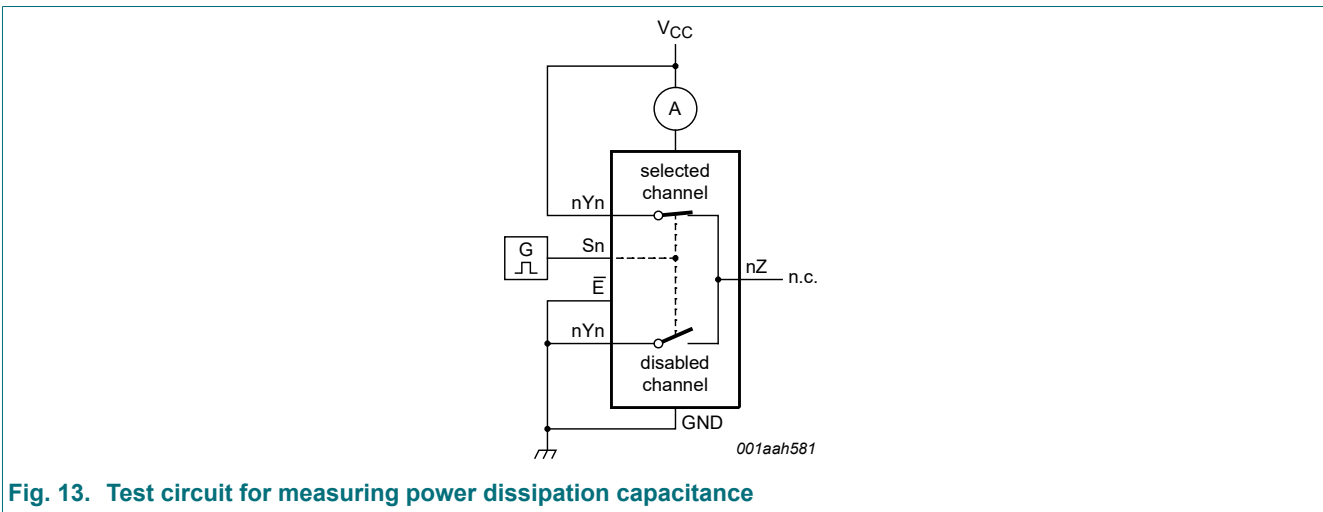 VCC
A
selected
channel
nYn
G
Sn
E̅
nZ
n.c.
nYn
disabled
channel
GND
001aah581
Fig. 13. Test circuit for measuring power dissipation capacitance